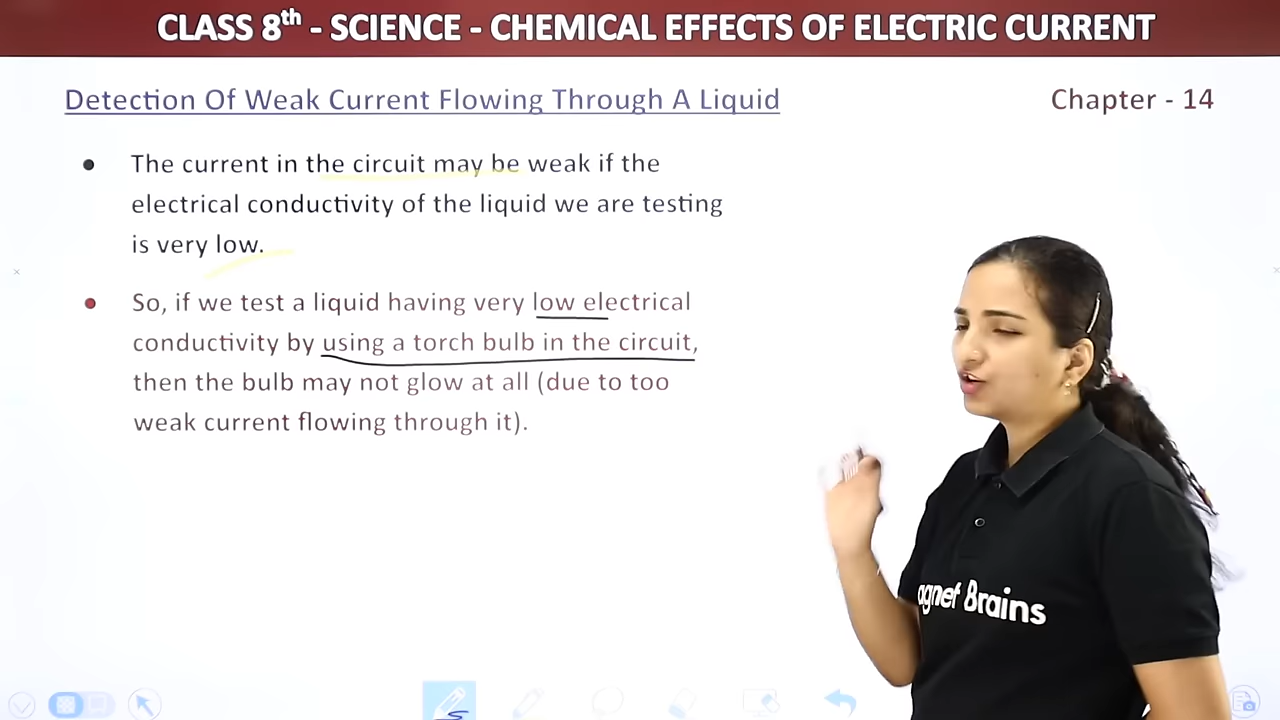 CLASS 8th - SCIENCE - CHEMICAL EFFECTS OF ELECTRIC CURRENT
Detection Of Weak Current Flowing Through A Liquid
Chapter - 14
The current in the circuit may be weak if the
electrical conductivity of the liquid we are testing
is very low.
So, if we test a liquid having very low electrical
conductivity by using a torch bulb in the circuit,
then the bulb may not glow at all (due to too
weak current flowing through it).
agnet Brains